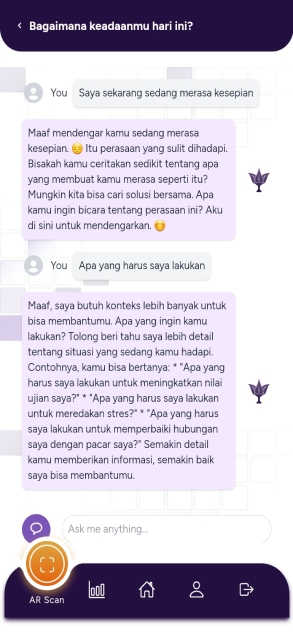 Bagaimana keadaanmu hari ini?
You Saya sekarang sedang merasa kesepian
Maaf mendengar kamu sedang merasa
kesepian. 😔 Itu perasaan yang sulit dihadapi.
Bisakah kamu ceritakan sedikit tentang apa
yang membuat kamu merasa seperti itu?
Mungkin kita bisa cari solusi bersama. Apa
kamu ingin bicara tentang perasaan ini? Aku
di sini untuk mendengarkan. 😊
You Apa yang harus saya lakukan
Maaf, saya butuh konteks lebih banyak untuk
bisa membantumu. Apa yang ingin kamu
lakukan? Tolong beri tahu saya lebih detail
tentang situasi yang sedang kamu hadapi.
Contohnya, kamu bisa bertanya: * "Apa yang
harus saya lakukan untuk meningkatkan nilai
ujian saya?" * "Apa yang harus saya lakukan
untuk meredakan stres?" * "Apa yang harus
saya lakukan untuk memperbaiki hubungan
saya dengan pacar saya?" Semakin detail
kamu memberikan informasi, semakin baik
saya bisa membantumu.
Ask me anything...
AR Scan